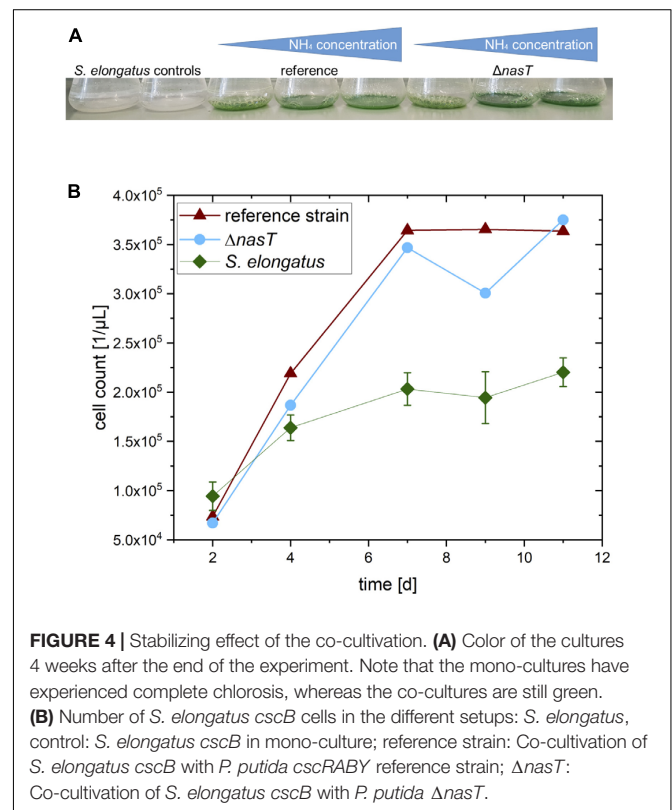 A
NH₄ concentration NH₄ concentration
S. elongatus controls reference ΔnasT
B
4.0x10⁵
3.5x10⁵
3.0x10⁵
2.5x10⁵
2.0x10⁵
1.5x10⁵
1.0x10⁵
5.0x10⁴
cell count [1/µL]
reference strain
ΔnasT
S. elongatus
2 4 6 8 10 12
time [d]
FIGURE 4 | Stabilizing effect of the co-cultivation. (A) Color of the cultures
4 weeks after the end of the experiment. Note that the mono-cultures have
experienced complete chlorosis, whereas the co-cultures are still green.
(B) Number of S. elongatus cscB cells in the different setups: S. elongatus,
control: S. elongatus cscB in mono-culture; reference strain: Co-cultivation of
S. elongatus cscB with P. putida cscRABY reference strain; ΔnasT:
Co-cultivation of S. elongatus cscB with P. putida ΔnasT.